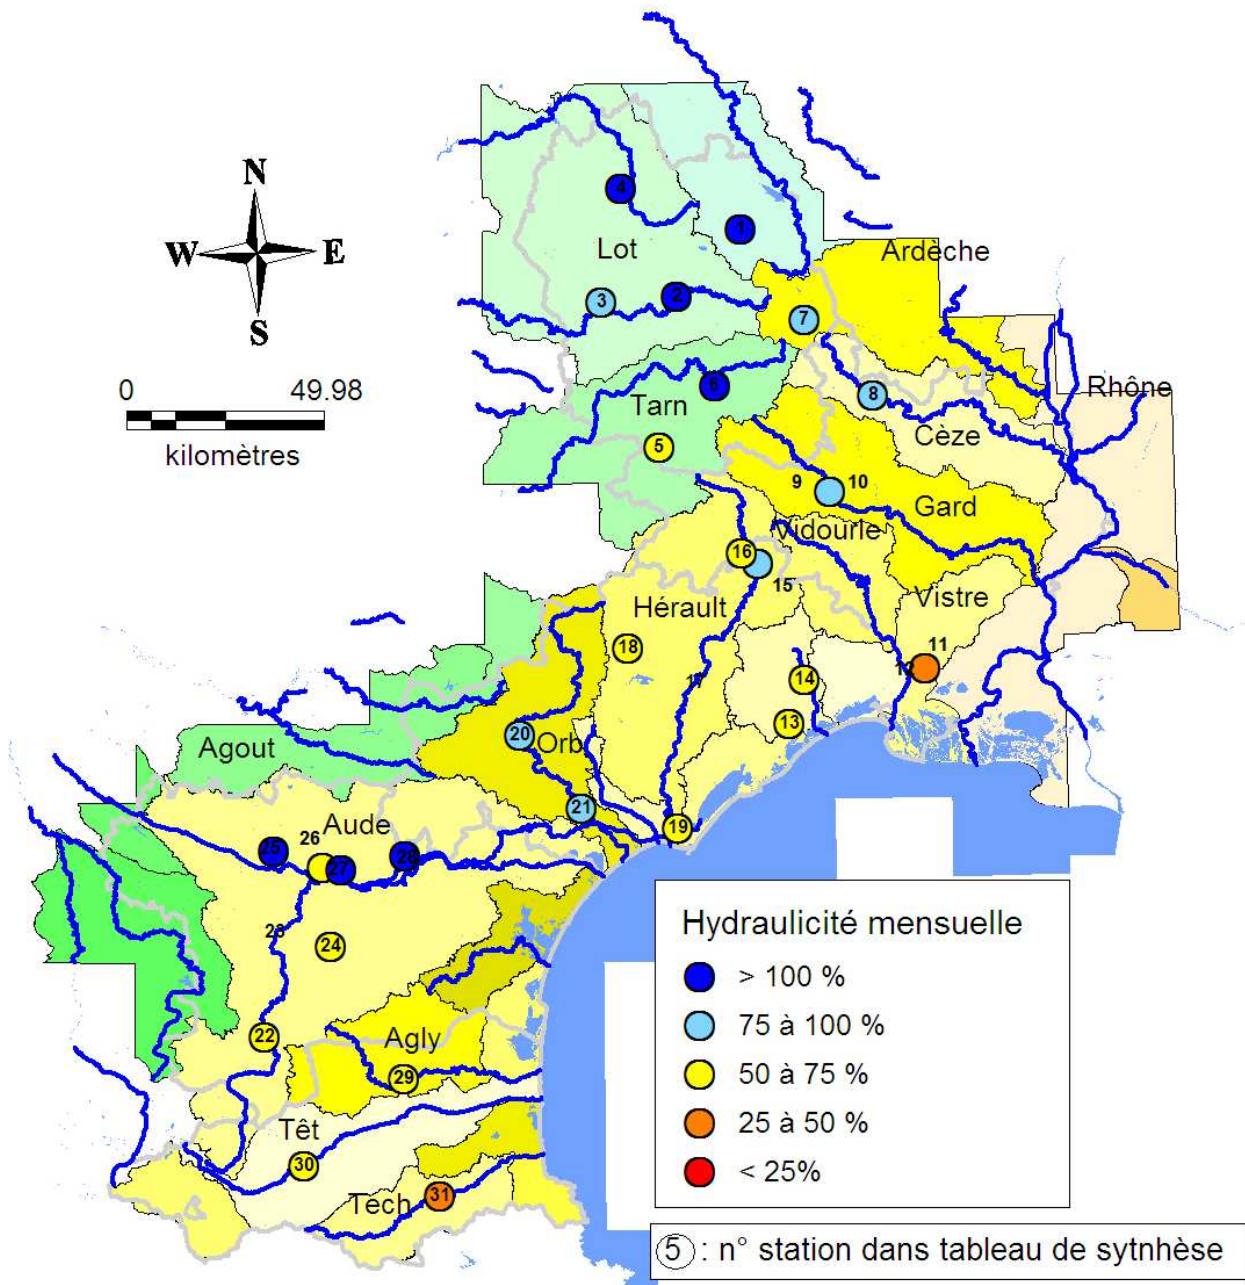 N
W E
S
0 49.98
kilomètres
4
1
Lot
Ardèche
3
2
7
6
8
Rhône
Tarn
Cèze
5
9 10
Gard
Vidourle
16
15
Hérault
Vistre
18
11
12
17
14
13
20
Orb
Agout
21
19
Aude
26
25
27
28
23
24
22
Agly
29
Têt
30
Tech
31
Hydraulicité mensuelle
> 100 %
75 à 100 %
50 à 75 %
25 à 50 %
< 25%
5 : n° station dans tableau de sytnhèse